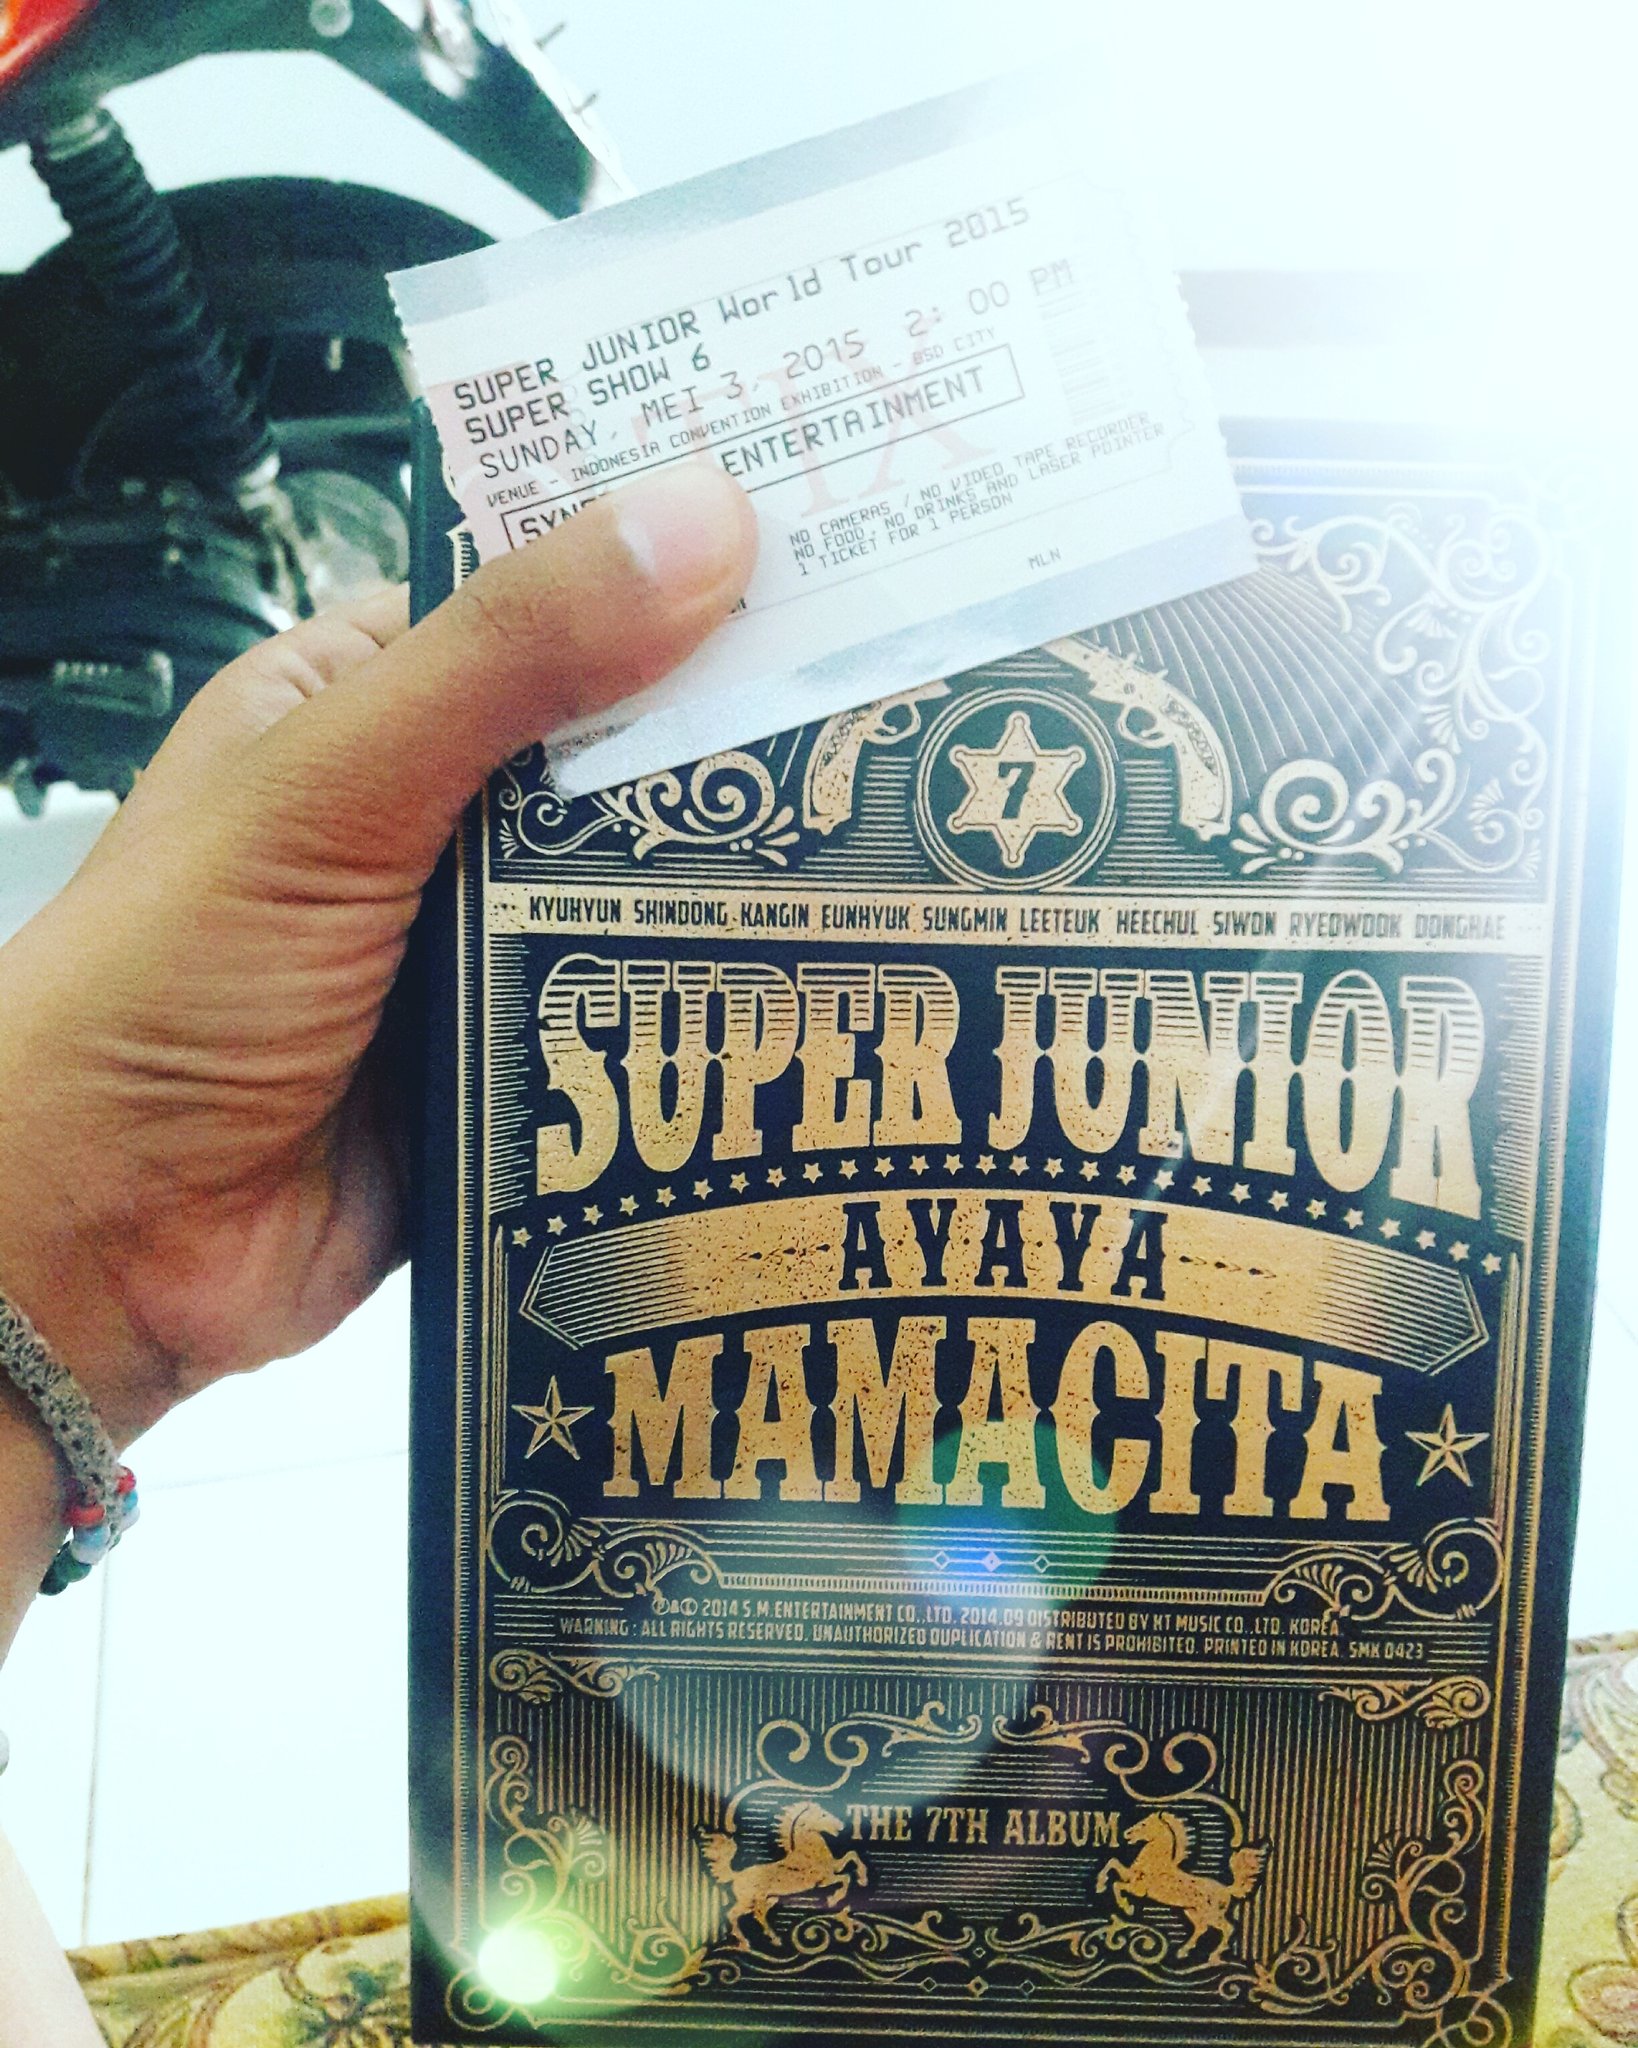 SUPER JUNIOR World Tour 2015
SUPER SHOW 6
SUNDAY, MEI 3, 2015 2: 00 PM
VENUE - INDONESIA CONVENTION EXHIBITION - BSD CITY
ENTERTAINMENT
NO CAMERAS / NO VIDEO TAPE RECORDER
NO FOOD, NO DRINKS AND LASER POINTER
1 TICKET FOR 1 PERSON
MLN
7
KYUHYUN SHINDONG KANGIN EUNHYUK SUNGMIN LEETEUK HEECHUL SIWON RYEOWOOK DONGHAE
SUPER JUNIOR
AYAYA
MAMACITA
℗&© 2014 S.M.ENTERTAINMENT CO.,LTD. 2014.09 DISTRIBUTED BY KT MUSIC CO.,LTD. KOREA.
WARNING : ALL RIGHTS RESERVED. UNAUTHORIZED DUPLICATION & RENT IS PROHIBITED. PRINTED IN KOREA. SMK 0423
THE 7TH ALBUM